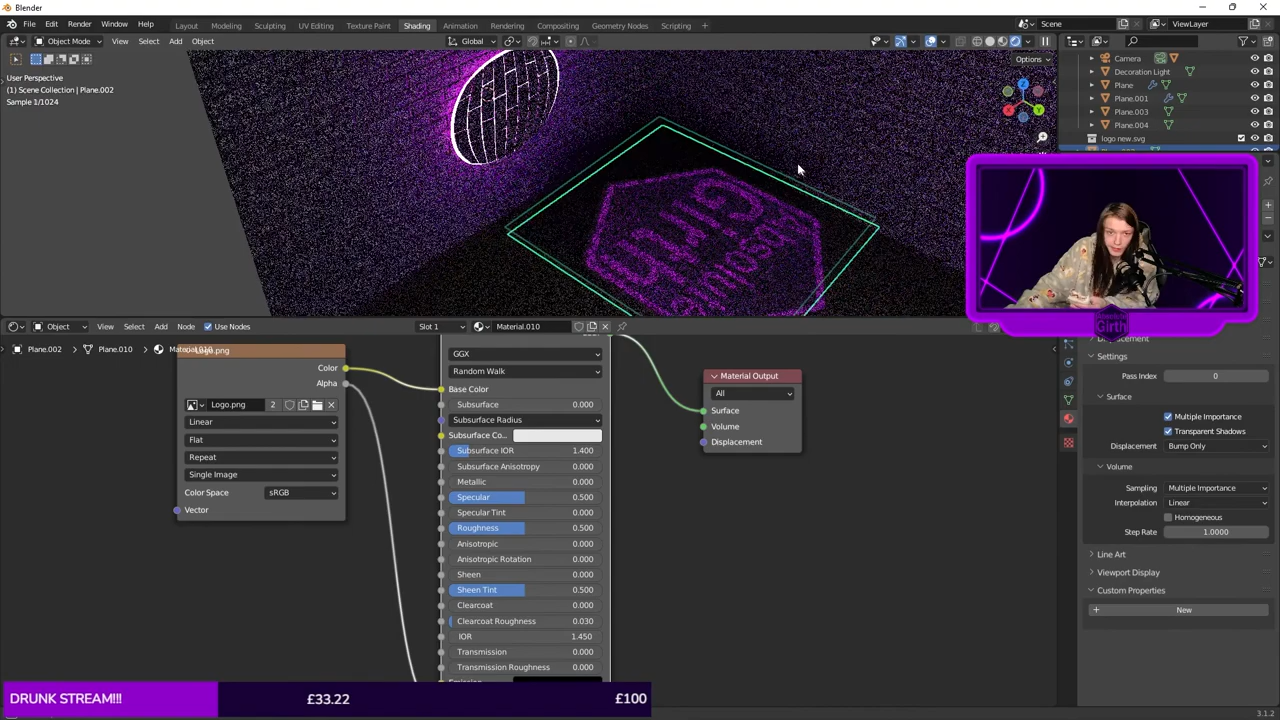 Blender
File Edit Render Window Help Layout Modeling Sculpting UV Editing Texture Paint Shading Animation Rendering Compositing Geometry Nodes Scripting + Scene ViewLayer
Object Mode View Select Add Object Global
Options
User Perspective
(1) Scene Collection | Plane.002
Sample 1/1024
Camera
Decoration Light
Plane
Plane.001
Plane.003
Plane.004
logo new.svg
X
Y
Z
Girth
Absolute
Girth
Object View Select Add Node Use Nodes Slot 1 Material.010
Plane.002 > Plane.010 > Material.010
Logo.png
Color
Alpha
Logo.png 2
Linear
Flat
Repeat
Single Image
Color Space sRGB
Vector
GGX
Random Walk
Base Color
Subsurface 0.000
Subsurface Radius
Subsurface Co...
Subsurface IOR 1.400
Subsurface Anisotropy 0.000
Metallic 0.000
Specular 0.500
Specular Tint 0.000
Roughness 0.500
Anisotropic 0.000
Anisotropic Rotation 0.000
Sheen 0.000
Sheen Tint 0.500
Clearcoat 0.000
Clearcoat Roughness 0.030
IOR 1.450
Transmission 0.000
Transmission Roughness 0.000
Material Output
All
Surface
Volume
Displacement
Settings
Pass Index 0
Surface
Multiple Importance
Transparent Shadows
Displacement Bump Only
Volume
Sampling Multiple Importance
Interpolation Linear
Homogeneous
Step Rate 1.0000
Line Art
Viewport Display
Custom Properties
+ New
DRUNK STREAM!!! £33.22 £100
3.1.2